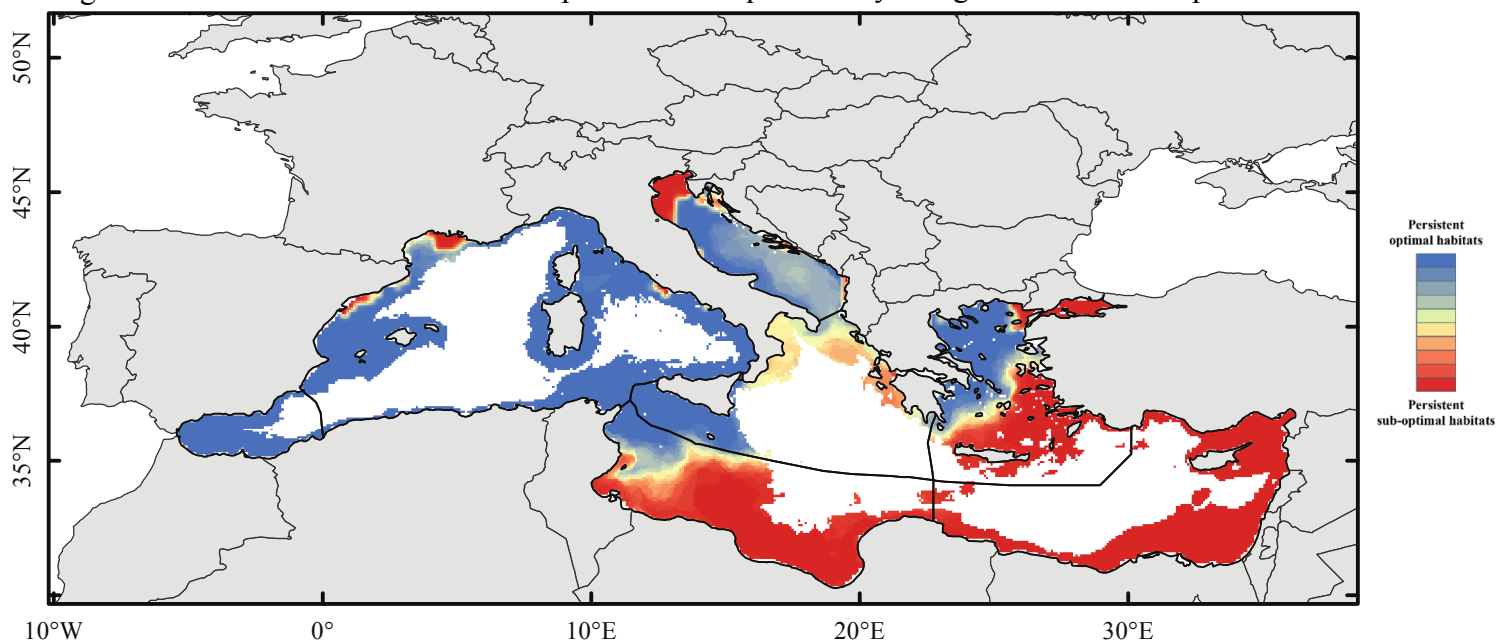 50°N
45°N
40°N
35°N
Persistent
optimal habitats
Persistent
sub-optimal habitats
10°W
0°
10°E
20°E
30°E